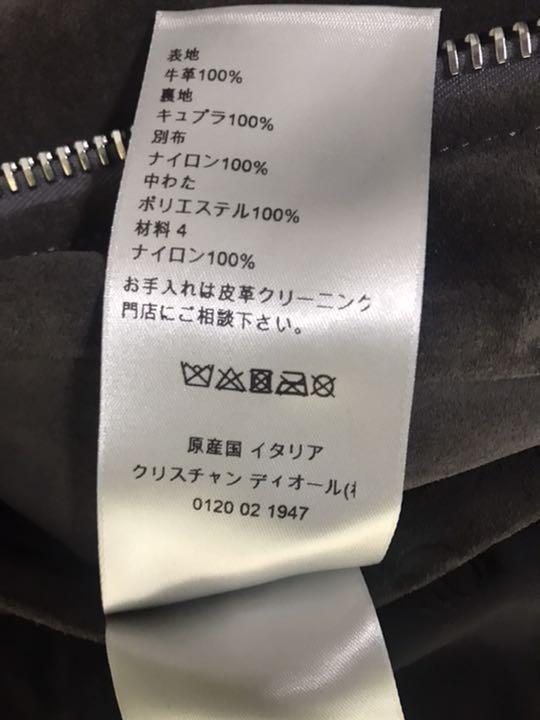 表地
牛革100%
裏地
キュプラ100%
別布
ナイロン100%
中わた
ポリエステル100%
材料 4
ナイロン100%
お手入れは皮革クリーニング
門店にご相談下さい。
原産国 イタリア
クリスチャン ディオール(
0120 02 1947